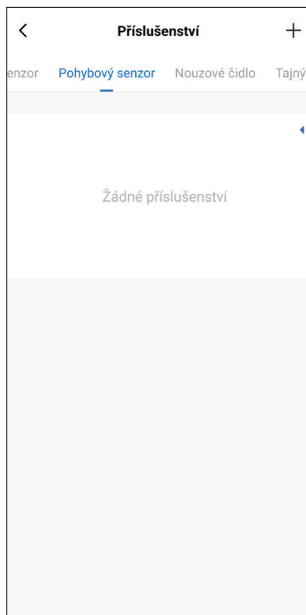 Příslušenství
enzor Pohybový senzor Nouzové čidlo Tajný
Žádné příslušenství